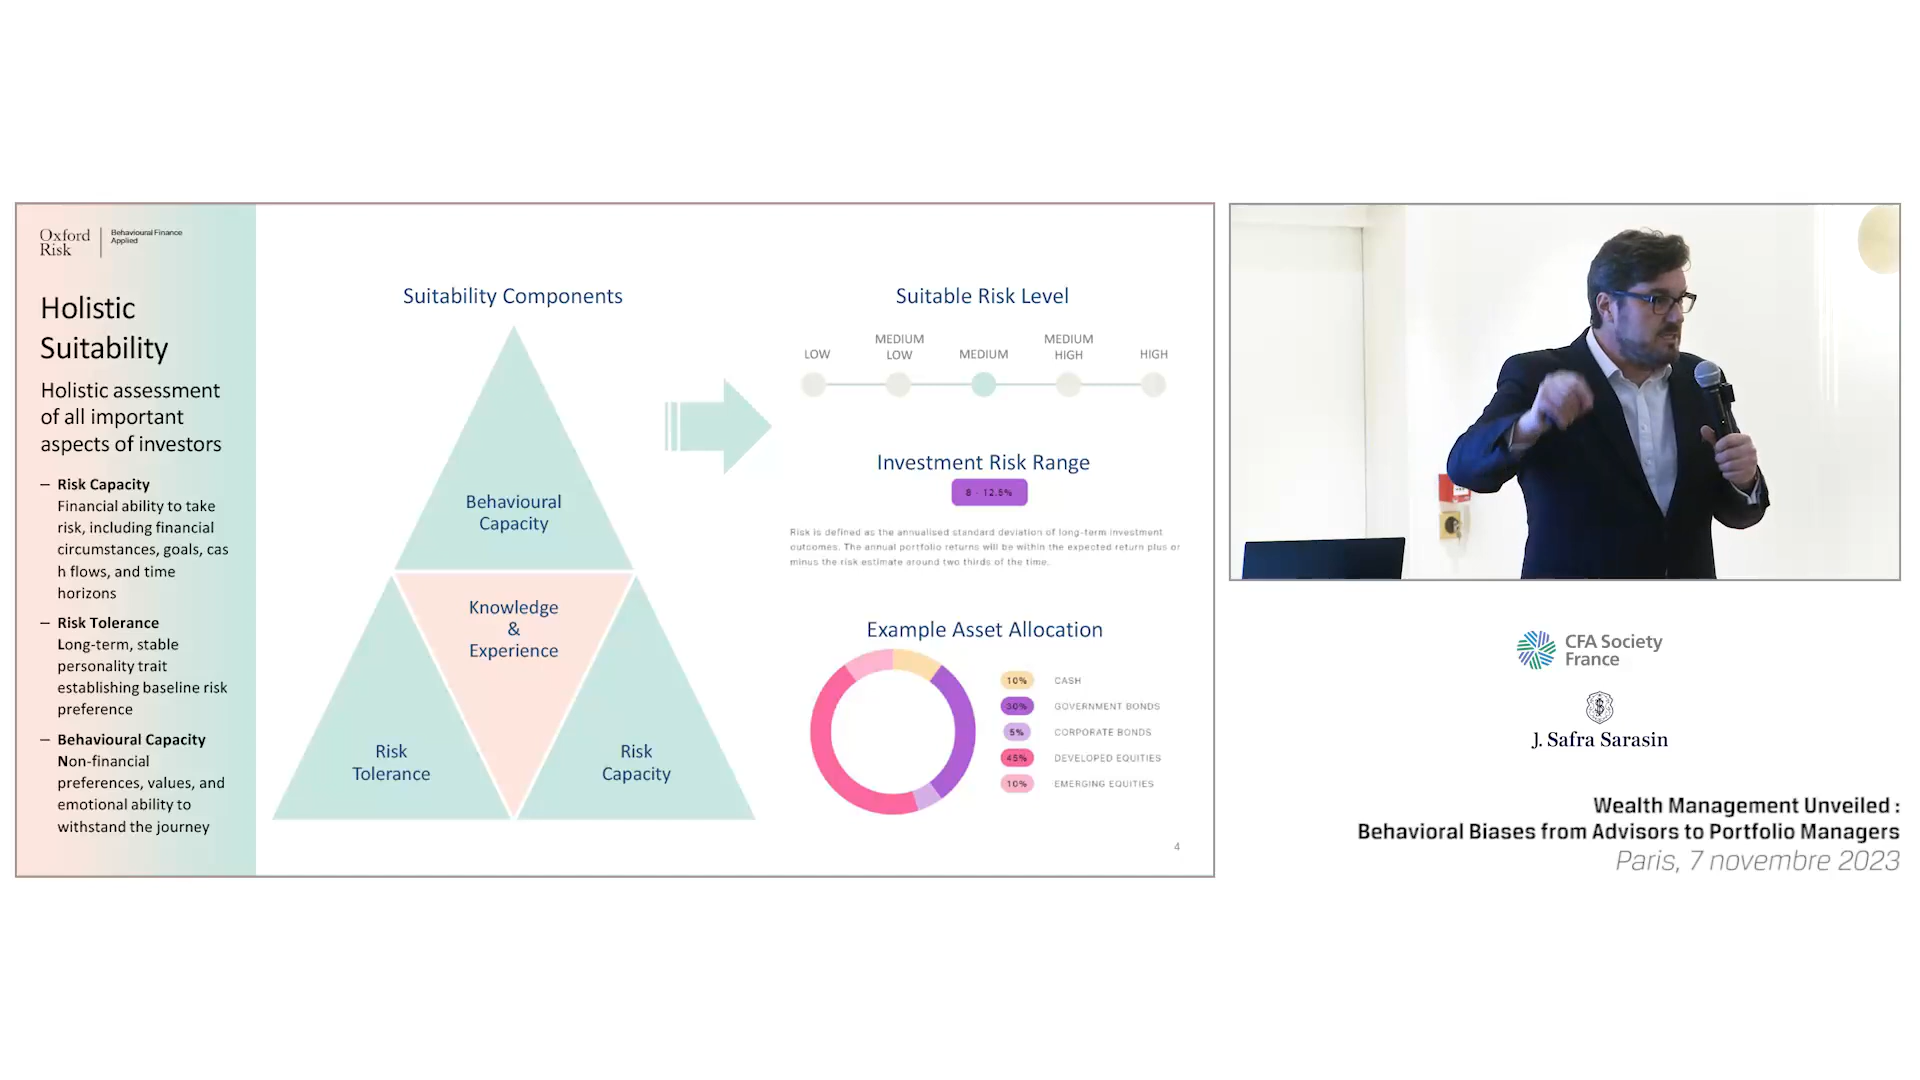 Oxford
Risk
Behavioural Finance
Applied
Holistic
Suitability
Holistic assessment
of all important
aspects of investors
– Risk Capacity
Financial ability to take
risk, including financial
circumstances, goals, cas
h flows, and time
horizons
– Risk Tolerance
Long-term, stable
personality trait
establishing baseline risk
preference
– Behavioural Capacity
Non-financial
preferences, values, and
emotional ability to
withstand the journey
Suitability Components
Behavioural
Capacity
Knowledge
&
Experience
Risk
Tolerance
Risk
Capacity
Suitable Risk Level
LOW
MEDIUM
LOW
MEDIUM
MEDIUM
HIGH
HIGH
Investment Risk Range
8 - 12.5%
Risk is defined as the annualised standard deviation of long-term investment
outcomes. The annual portfolio returns will be within the expected return plus or
minus the risk estimate around two thirds of the time.
Example Asset Allocation
10% CASH
30% GOVERNMENT BONDS
5% CORPORATE BONDS
45% DEVELOPED EQUITIES
10% EMERGING EQUITIES
4
CFA Society
France
J. Safra Sarasin
Wealth Management Unveiled :
Behavioral Biases from Advisors to Portfolio Managers
Paris, 7 novembre 2023